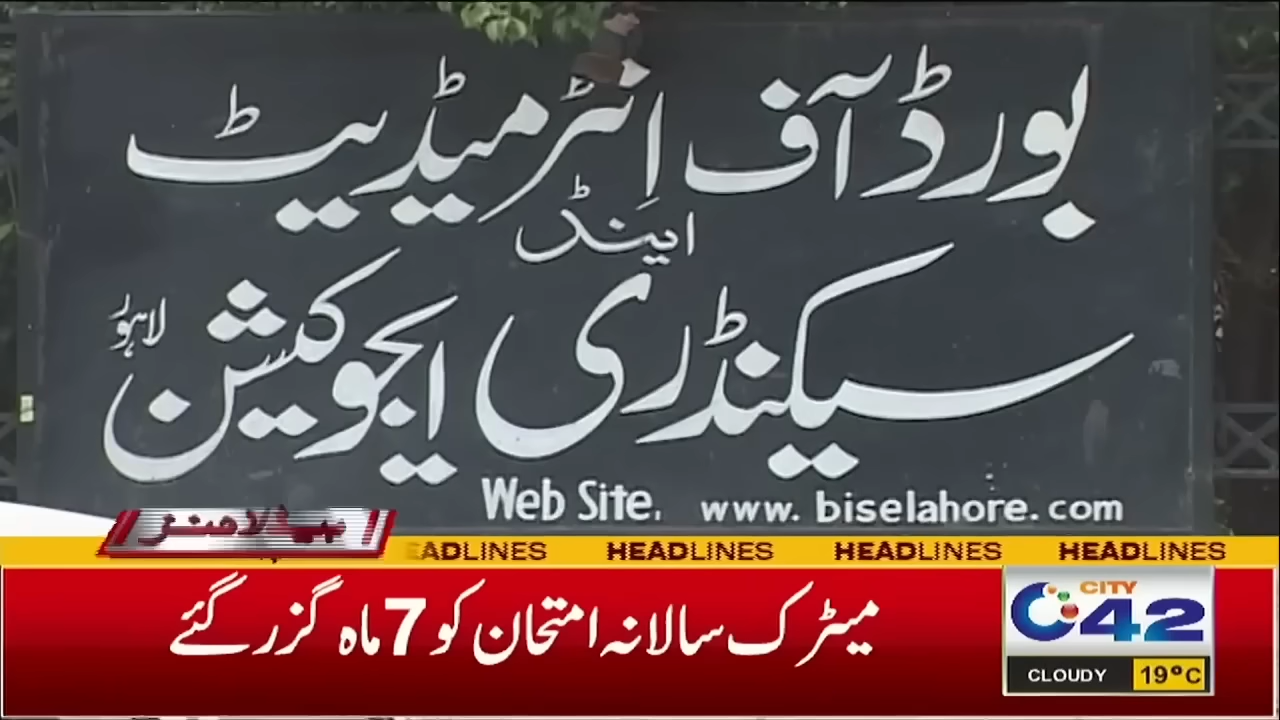 بورڈ آف انٹرمیڈیٹ
اینڈ
سیکنڈری ایجوکیشن لاہور
Web Site. www.biselahore.com
ہیڈلائنز
EADLINES HEADLINES HEADLINES HEADLINES
میٹرک سالانہ امتحان کو 7 ماہ گزر گئے
CITY
42
CLOUDY 19°C